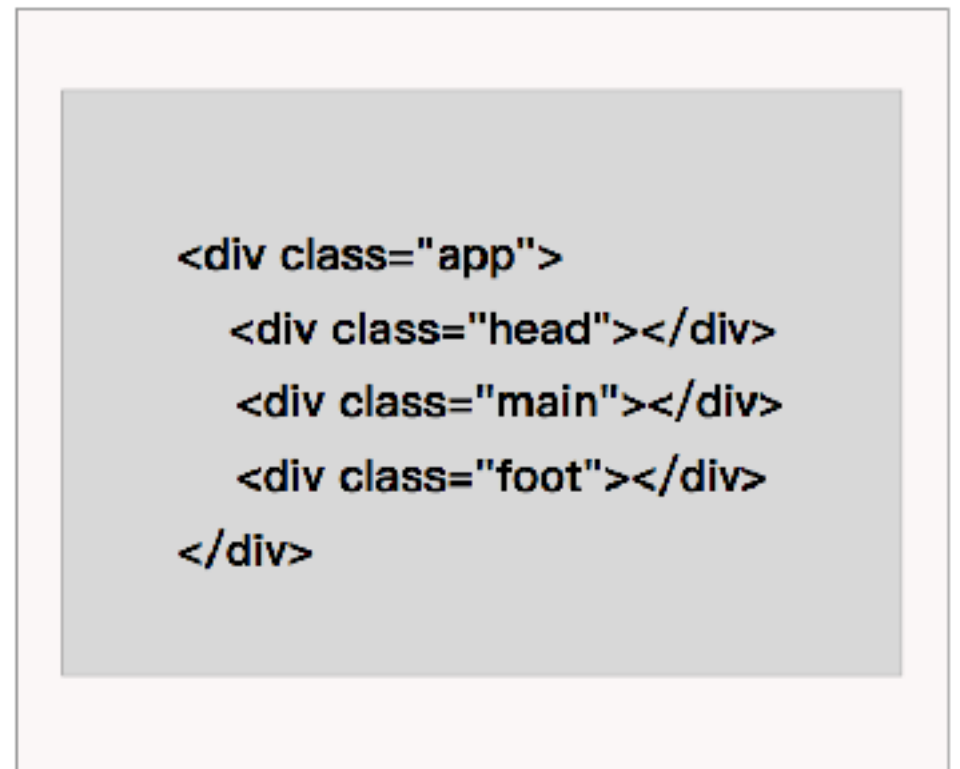 <div class="app">
<div class="head"></div>
<div class="main"></div>
<div class="foot"></div>
</div>